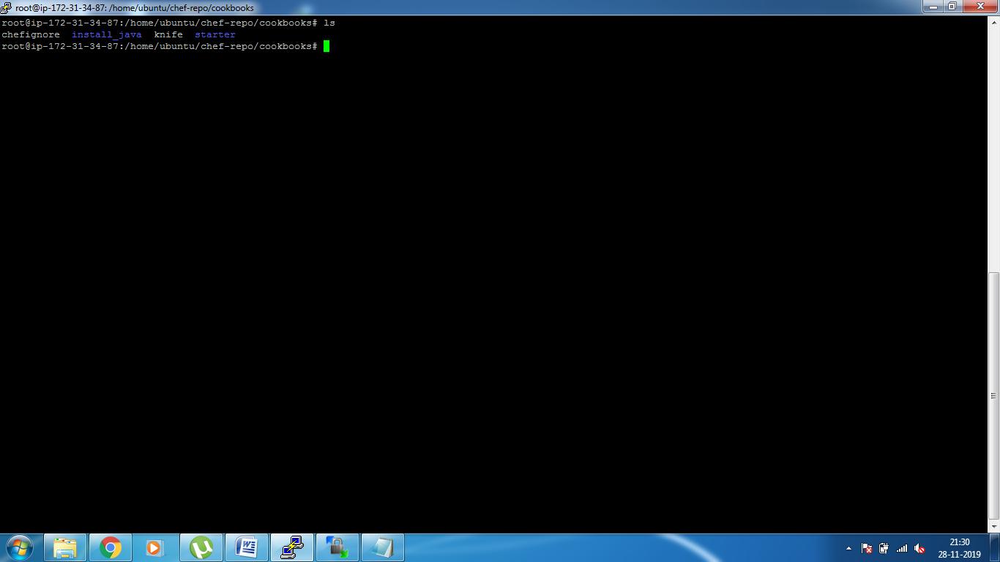 root@ip-172-31-34-87: /home/ubuntu/chef-repo/cookbooks
root@ip-172-31-34-87:/home/ubuntu/chef-repo/cookbooks# ls
chefignore  install_java  knife  starter
root@ip-172-31-34-87:/home/ubuntu/chef-repo/cookbooks#
21:30
28-11-2019